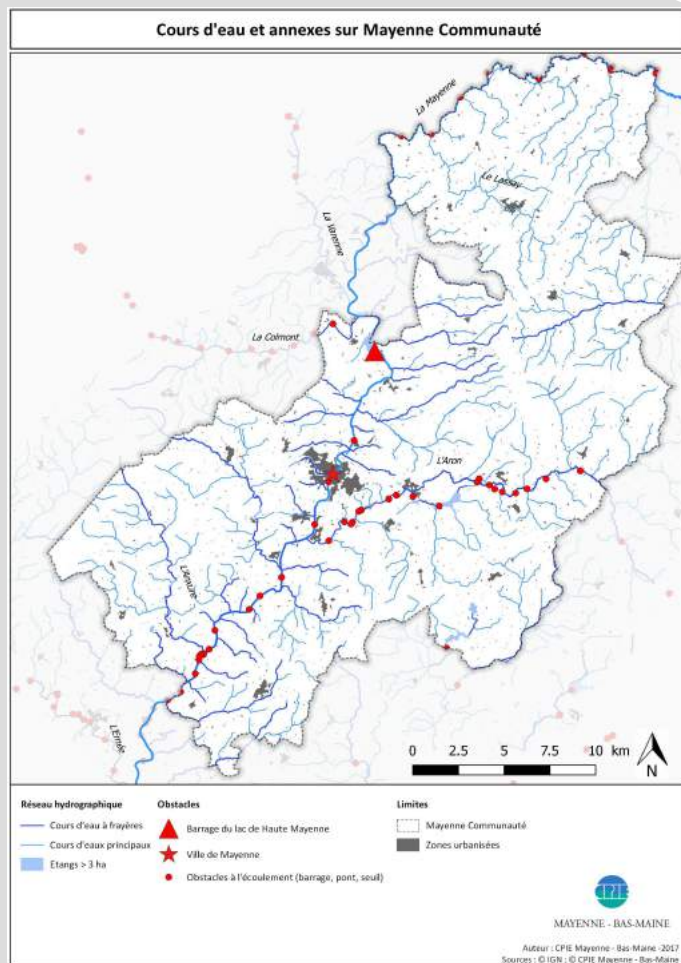 Cours d'eau et annexes sur Mayenne Communauté
La Mayenne
Le Lassay
La Varenne
La Colmont
L'Aron
L'Anxure
L'Ernée
0 2.5 5 7.5 10 km
N
Réseau hydrographique
Cours d'eau à frayères
Cours d'eaux principaux
Etangs > 3 ha
Obstacles
Barrage du lac de Haute Mayenne
Ville de Mayenne
Obstacles à l'écoulement (barrage, pont, seuil)
Limites
Mayenne Communauté
Zones urbanisées
CPIE
MAYENNE - BAS-MAINE
Auteur : CPIE Mayenne - Bas-Maine -2017
Sources : © IGN ; © CPIE Mayenne - Bas-Maine